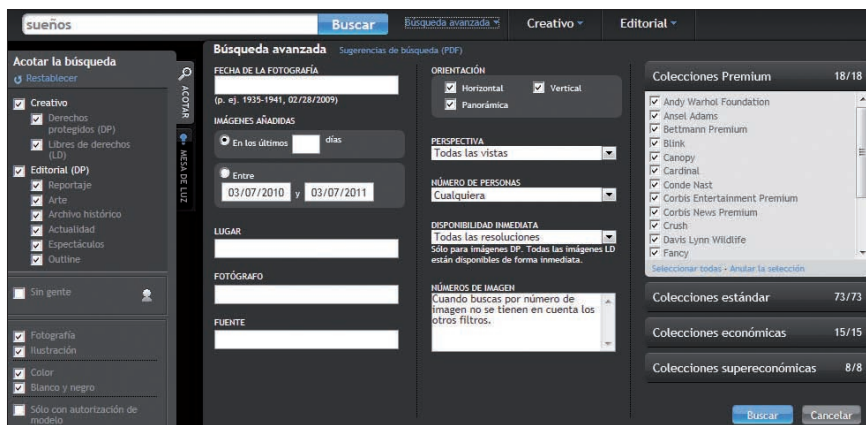 sueños
Buscar
Búsqueda avanzada
Creativo
Editorial
Acotar la búsqueda
Restablecer
Creativo
Derechos
protegidos (DP)
Libres de derechos
(LD)
Editorial (DP)
Reportaje
Arte
Archivo histórico
Actualidad
Espectáculos
Outline
Sin gente
Fotografía
Ilustración
Color
Blanco y negro
Sólo con autorización de
modelo
ACOTAR
MESA DE LUZ
Búsqueda avanzada
Sugerencias de búsqueda (PDF)
FECHA DE LA FOTOGRAFÍA
(p. ej. 1935-1941, 02/28/2009)
IMÁGENES AÑADIDAS
En los últimos días
Entre
03/07/2010 y 03/07/2011
LUGAR
FOTÓGRAFO
FUENTE
ORIENTACIÓN
Horizontal
Vertical
Panorámica
PERSPECTIVA
Todas las vistas
NÚMERO DE PERSONAS
Cualquiera
DISPONIBILIDAD INMEDIATA
Todas las resoluciones
Sólo para imágenes DP. Todas las imágenes LD
están disponibles de forma inmediata.
NÚMEROS DE IMAGEN
Cuando buscas por número de
imagen no se tienen en cuenta los
otros filtros.
Colecciones Premium 18/18
Andy Warhol Foundation
Ansel Adams
Bettmann Premium
Blink
Canopy
Cardinal
Conde Nast
Corbis Entertainment Premium
Corbis News Premium
Crush
Davis Lynn Wildlife
Fancy
Seleccionar todas - Anular la selección
Colecciones estándar 73/73
Colecciones económicas 15/15
Colecciones supereconómicas 8/8
Buscar
Cancelar